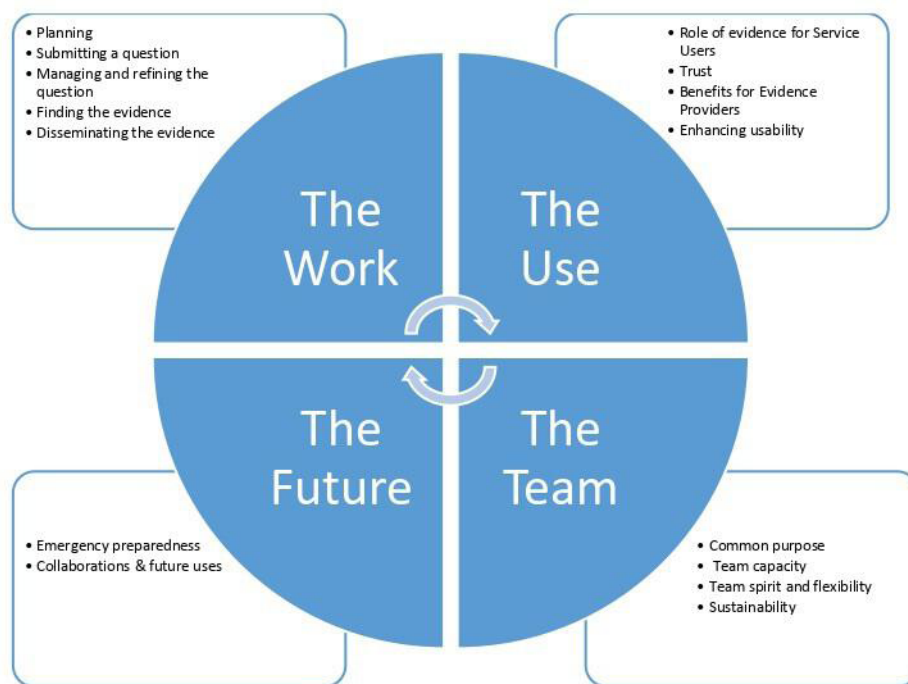 • Planning
• Submitting a question
• Managing and refining the
question
• Finding the evidence
• Disseminating the evidence
• Role of evidence for Service
Users
• Trust
• Benefits for Evidence
Providers
• Enhancing usability
The
Work
The
Use
The
Future
The
Team
• Emergency preparedness
• Collaborations & future uses
• Common purpose
• Team capacity
• Team spirit and flexibility
• Sustainability